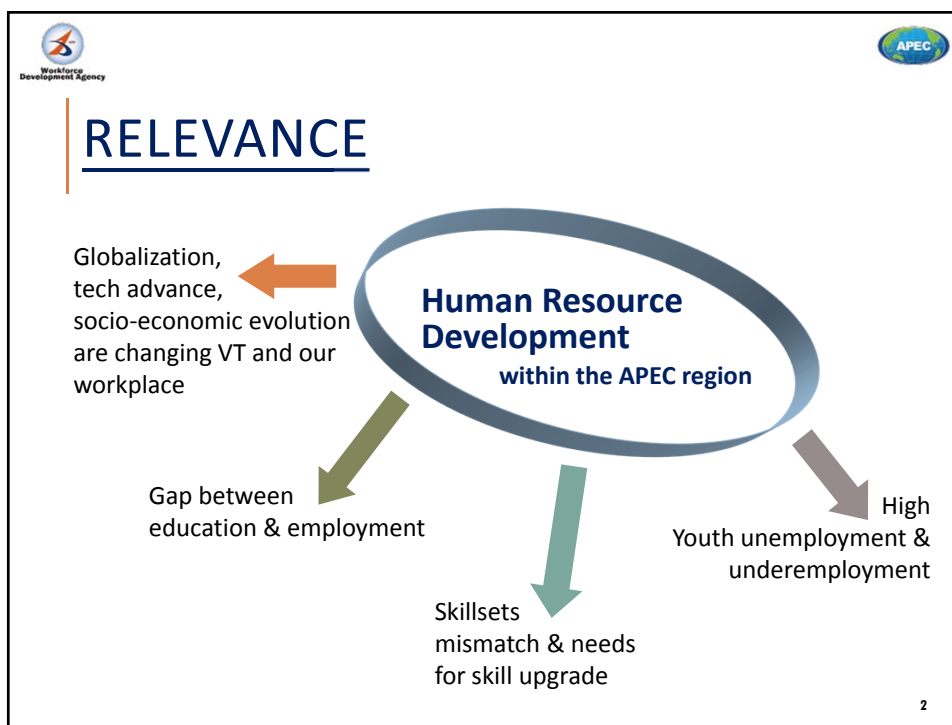 Workforce
Development Agency
APEC
RELEVANCE
Globalization,
tech advance,
socio-economic evolution
are changing VT and our
workplace
Human Resource
Development
within the APEC region
Gap between
education & employment
High
Youth unemployment &
underemployment
Skillsets
mismatch & needs
for skill upgrade
2